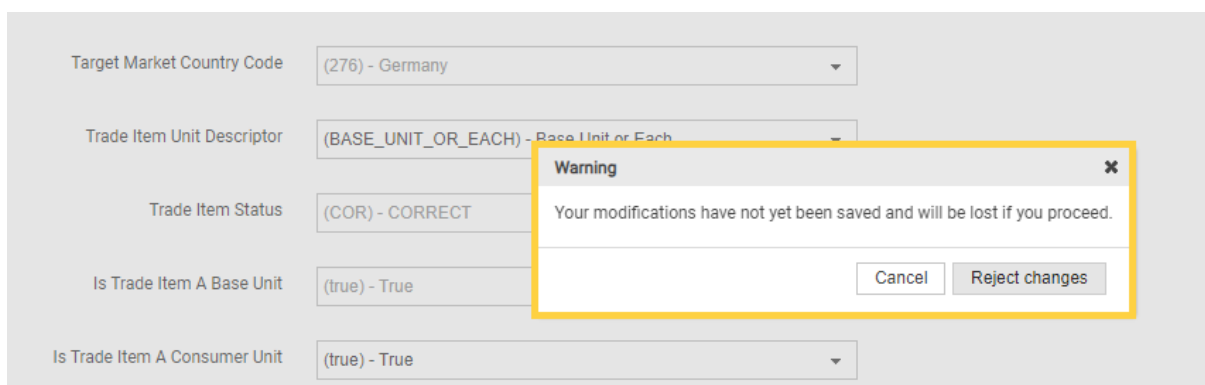 Target Market Country Code (276) - Germany
Trade Item Unit Descriptor (BASE_UNIT_OR_EACH) - Base Unit or Each
Warning
Trade Item Status (COR) - CORRECT
Your modifications have not yet been saved and will be lost if you proceed.
Is Trade Item A Base Unit (true) - True
Cancel Reject changes
Is Trade Item A Consumer Unit (true) - True